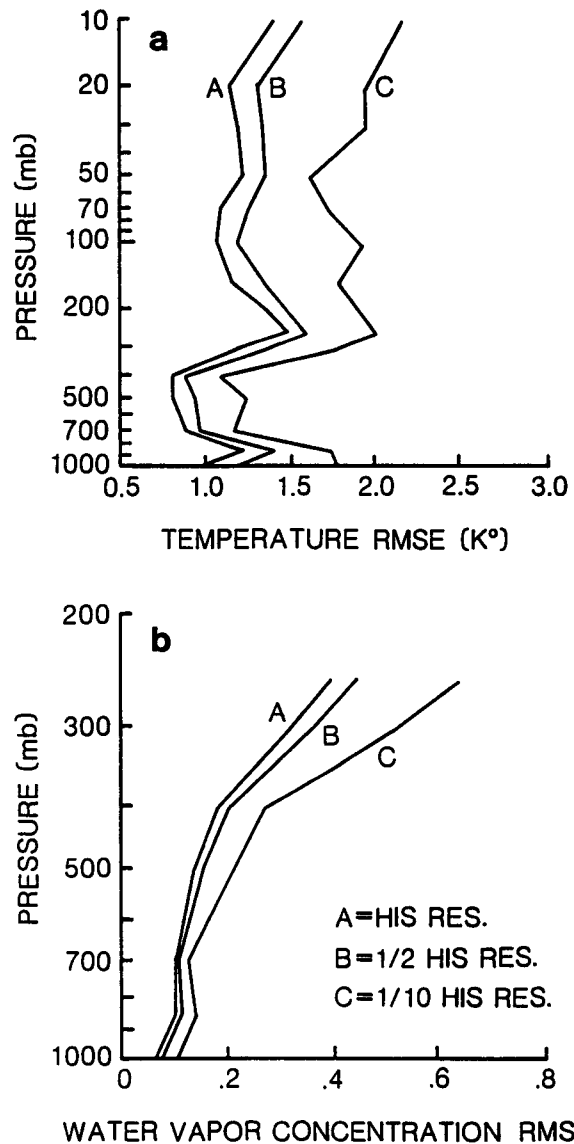 a
10
20
50
70
100
200
500
700
1000
PRESSURE (mb)
A
B
C
0.5 1.0 1.5 2.0 2.5 3.0
TEMPERATURE RMSE (K°)
b
200
300
500
700
1000
PRESSURE (mb)
A
B
C
A=HIS RES.
B=1/2 HIS RES.
C=1/10 HIS RES.
0 .2 .4 .6 .8
WATER VAPOR CONCENTRATION RMS